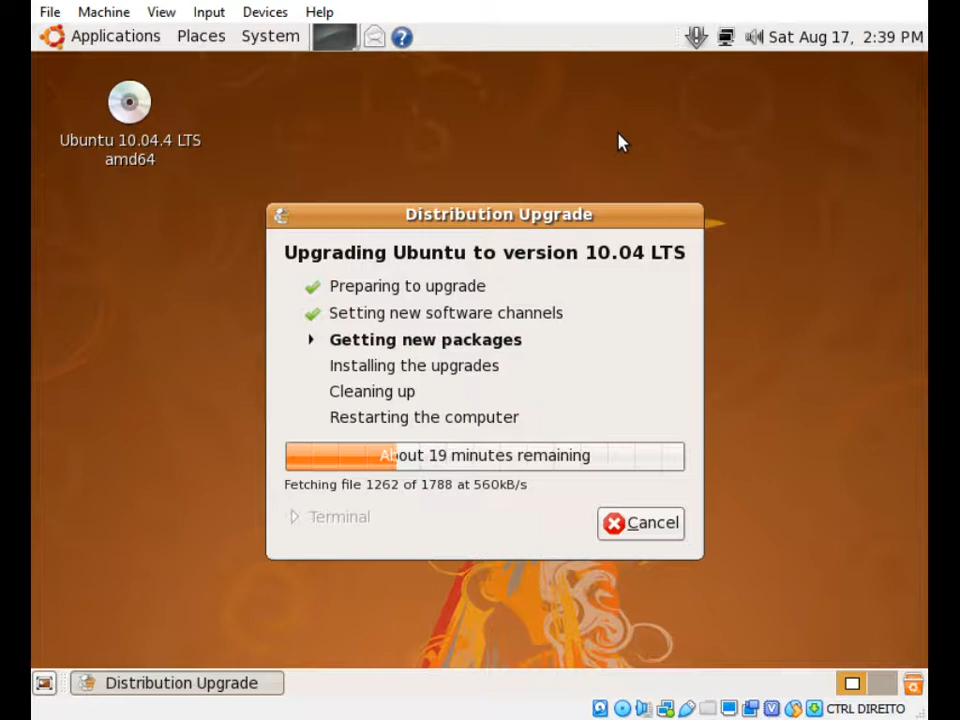 File Machine View Input Devices Help
Applications Places System Sat Aug 17, 2:39 PM
Ubuntu 10.04.4 LTS
amd64
Distribution Upgrade
Upgrading Ubuntu to version 10.04 LTS
Preparing to upgrade
Setting new software channels
Getting new packages
Installing the upgrades
Cleaning up
Restarting the computer
About 19 minutes remaining
Fetching file 1262 of 1788 at 560kB/s
Terminal
Cancel
Distribution Upgrade
CTRL DIREITO